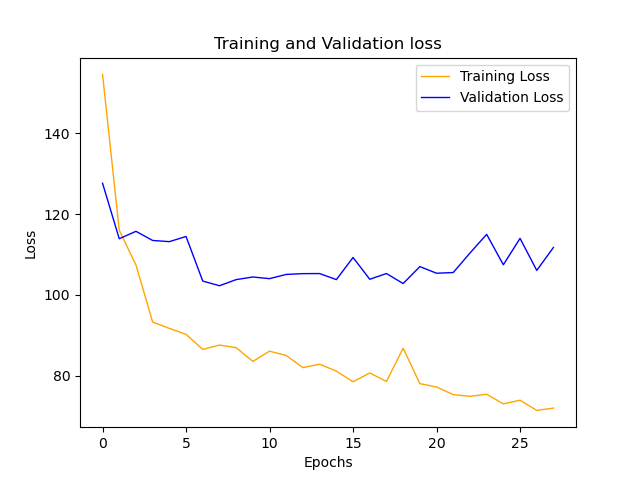 Training and Validation loss
Training Loss
Validation Loss
Loss
140
120
100
80
0 5 10 15 20 25
Epochs